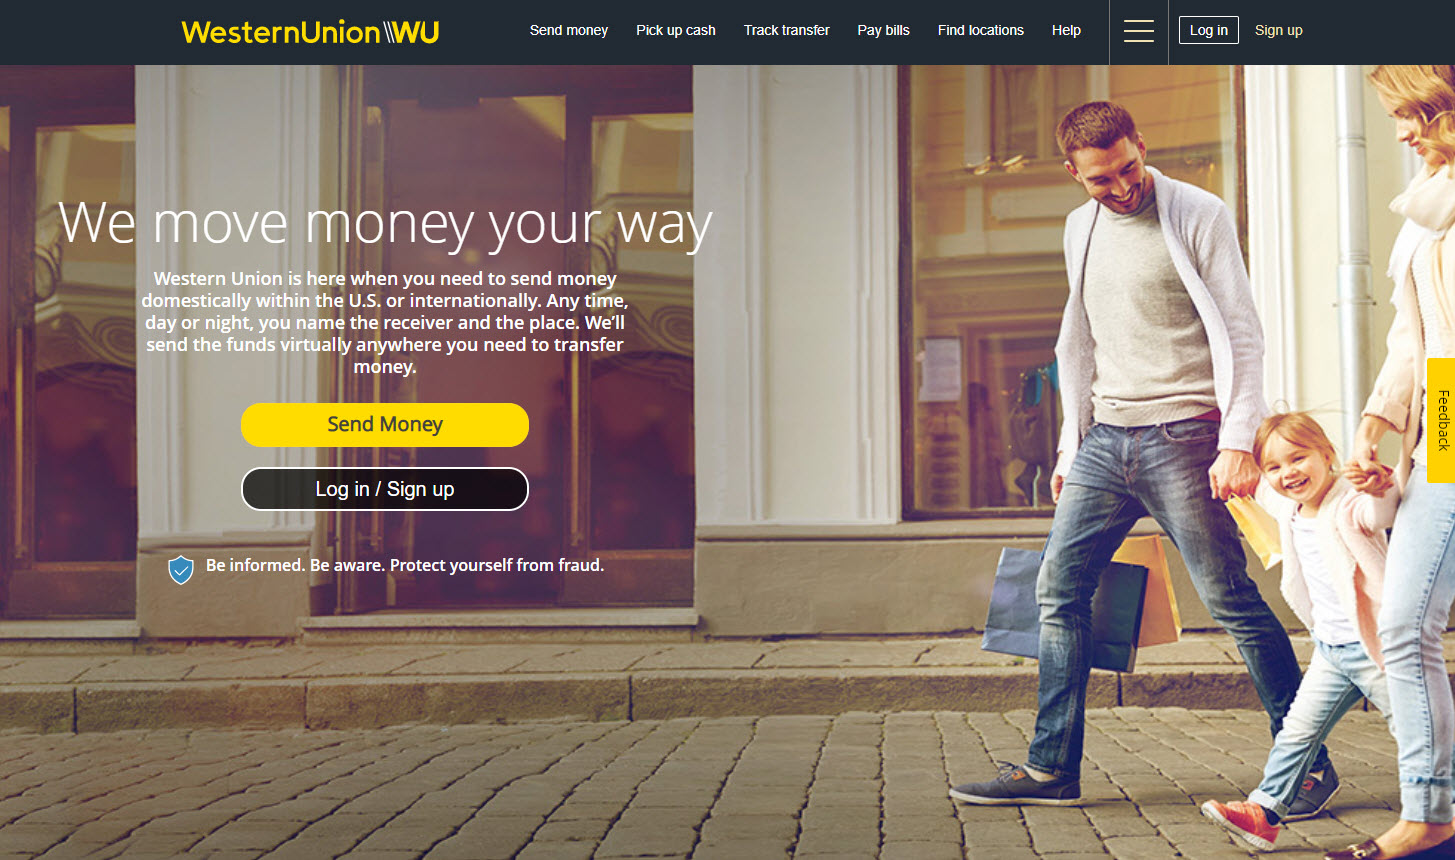 WesternUnion WU
Send money
Pick up cash
Track transfer
Pay bills
Find locations
Help
Log in
Sign up
We move money your way
Western Union is here when you need to send money
domestically within the U.S. or internationally. Any time,
day or night, you name the receiver and the place. We’ll
send the funds virtually anywhere you need to transfer
money.
Send Money
Log in / Sign up
Be informed. Be aware. Protect yourself from fraud.
Feedback